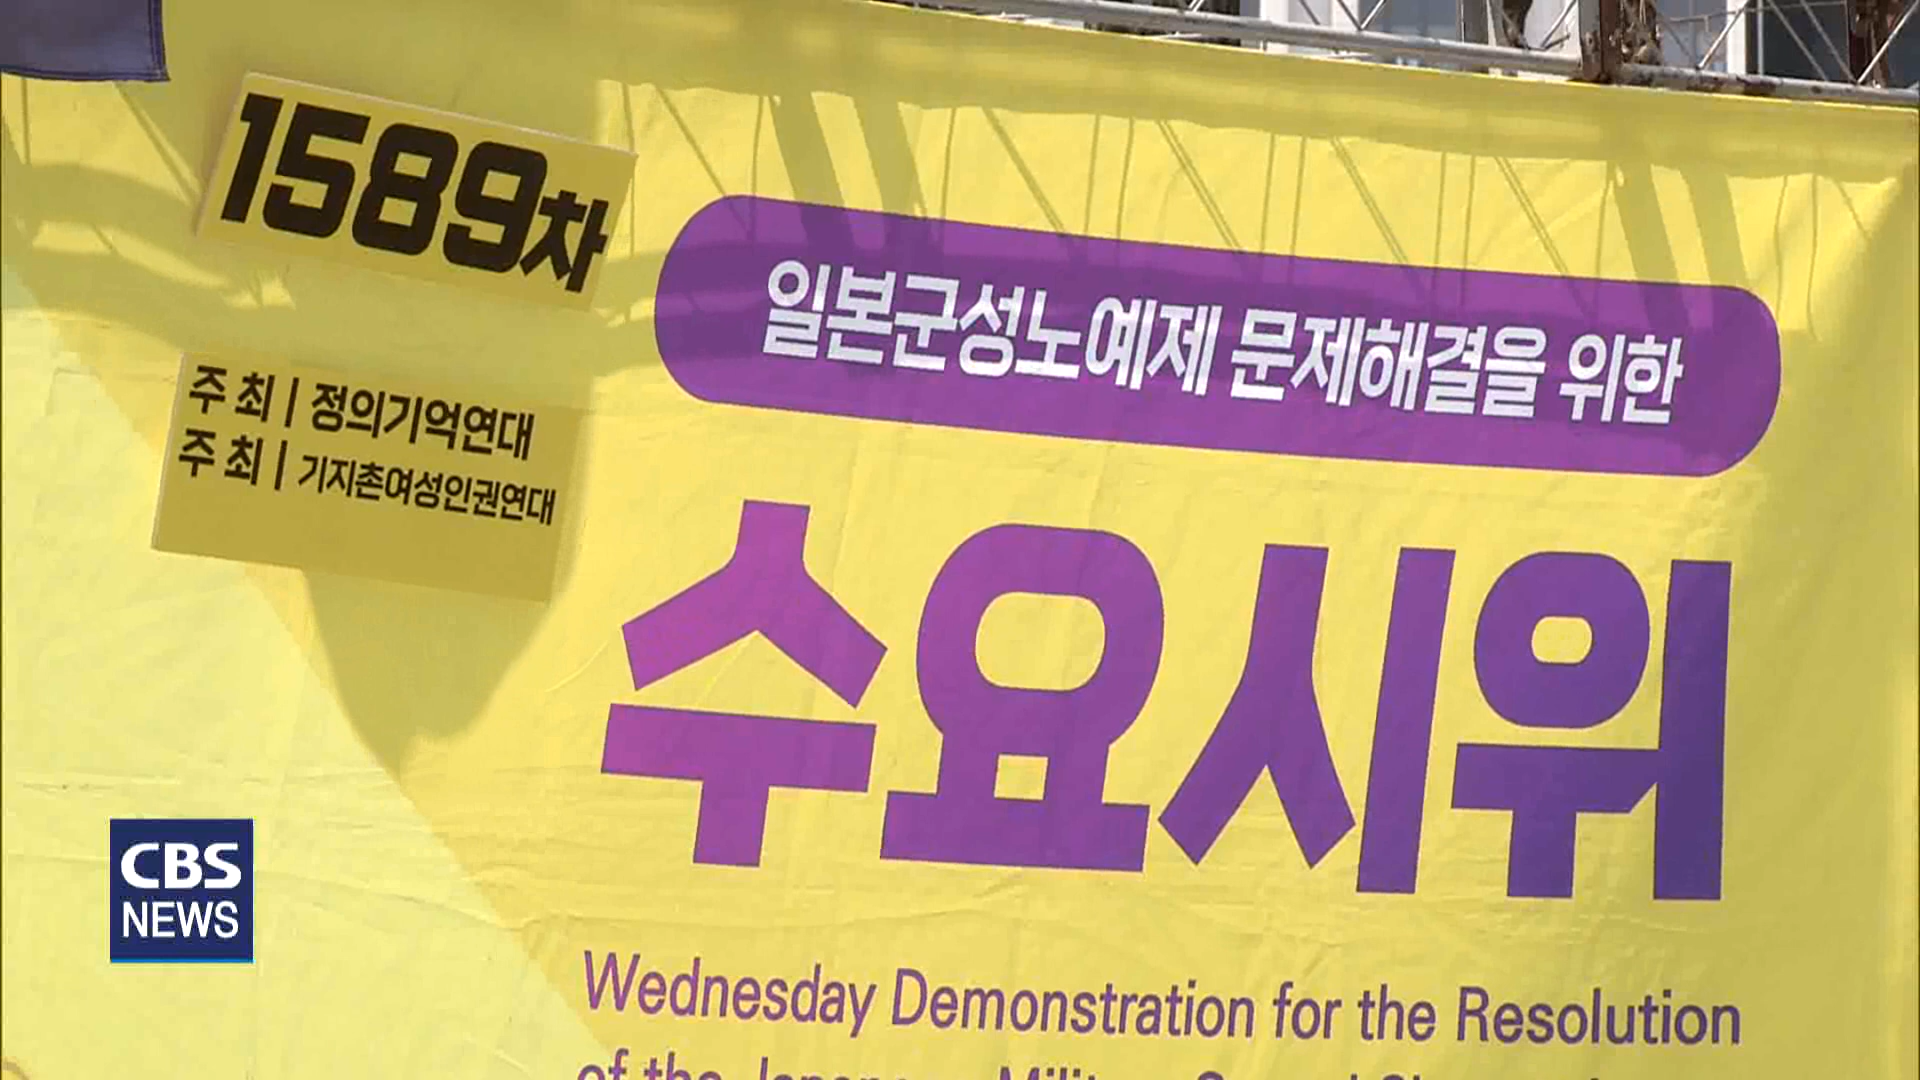 1589차
주 최 | 정의기억연대
주 최 | 기지촌여성인권연대
일본군성노예제 문제해결을 위한
수요시위
Wednesday Demonstration for the Resolution
of the
CBS
NEWS